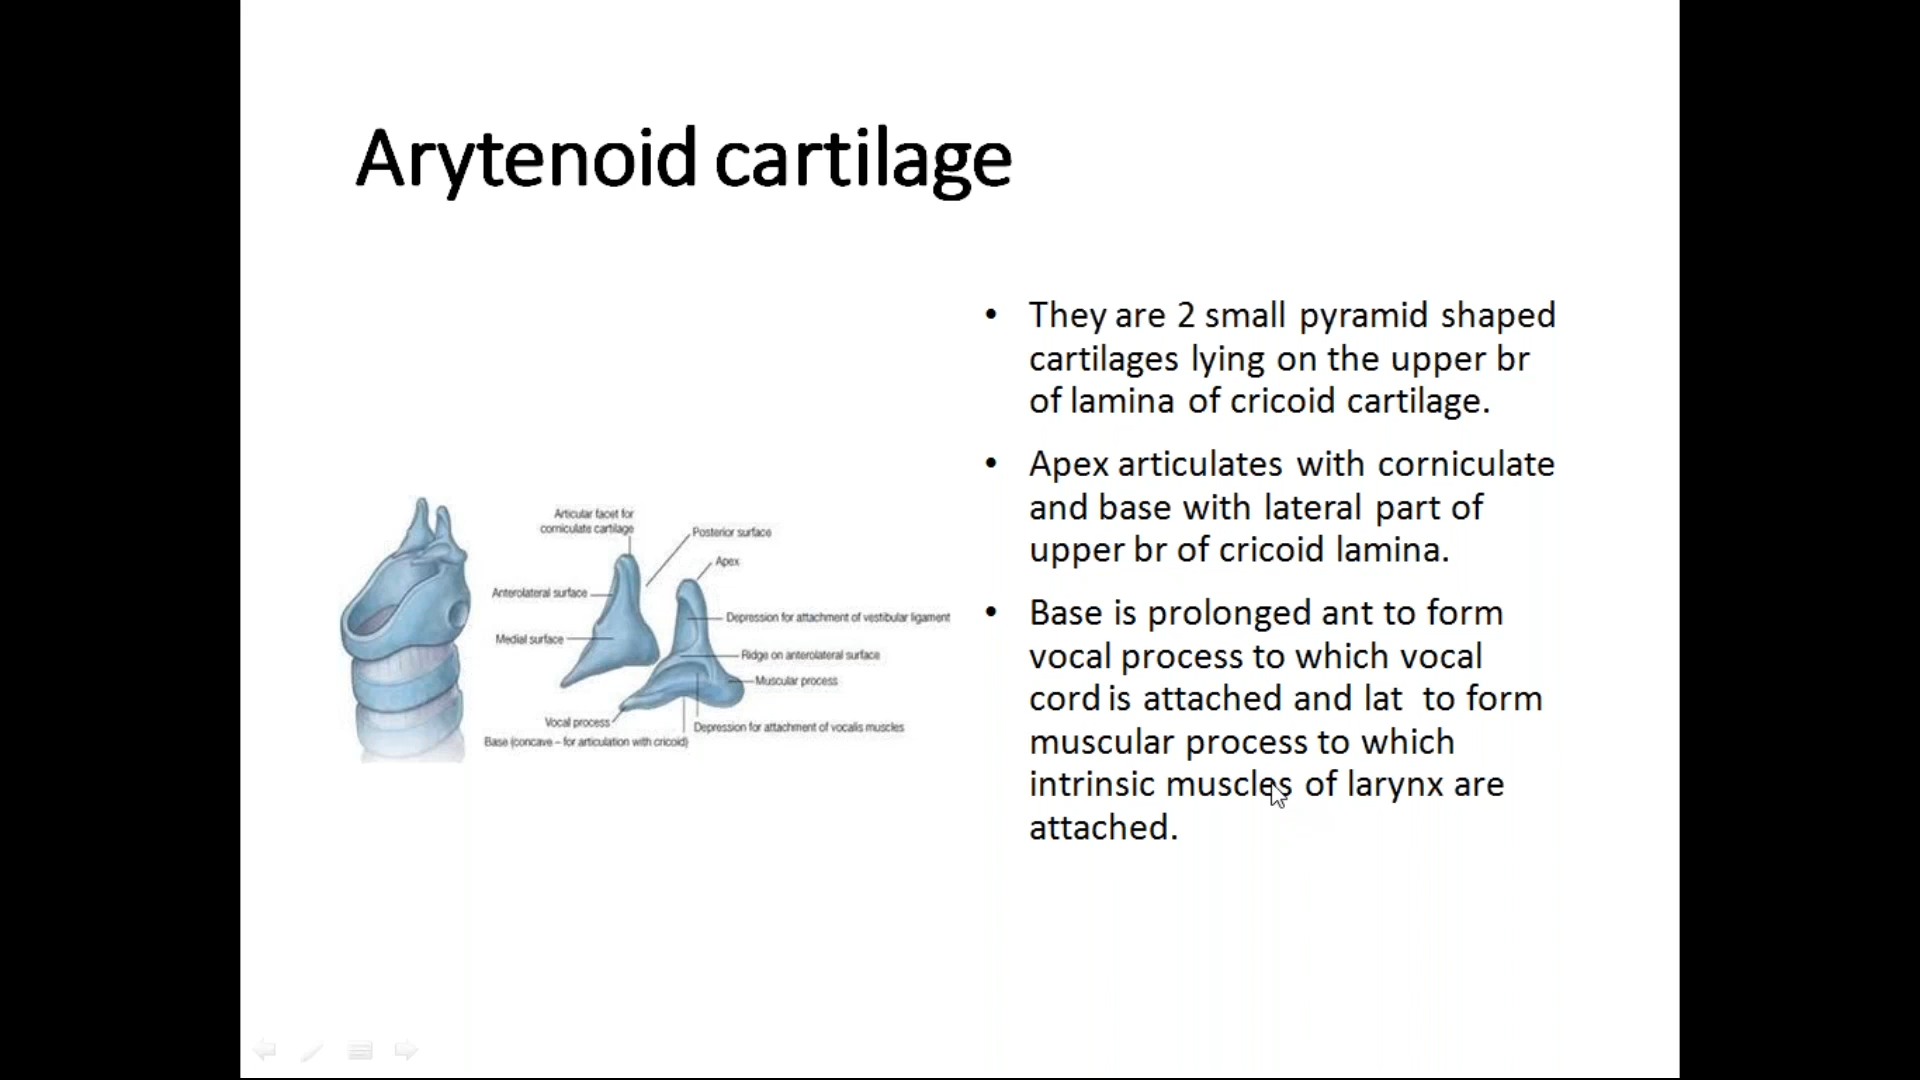 Arytenoid cartilage
• They are 2 small pyramid shaped
cartilages lying on the upper br
of lamina of cricoid cartilage.
• Apex articulates with corniculate
and base with lateral part of
upper br of cricoid lamina.
• Base is prolonged ant to form
vocal process to which vocal
cord is attached and lat to form
muscular process to which
intrinsic muscles of larynx are
attached.
Articular facet for
corniculate cartilage
Posterior surface
Apex
Anterolateral surface
Depression for attachment of vestibular ligament
Medial surface
Ridge on anterolateral surface
Muscular process
Vocal process
Depression for attachment of vocalis muscles
Base (concave – for articulation with cricoid)